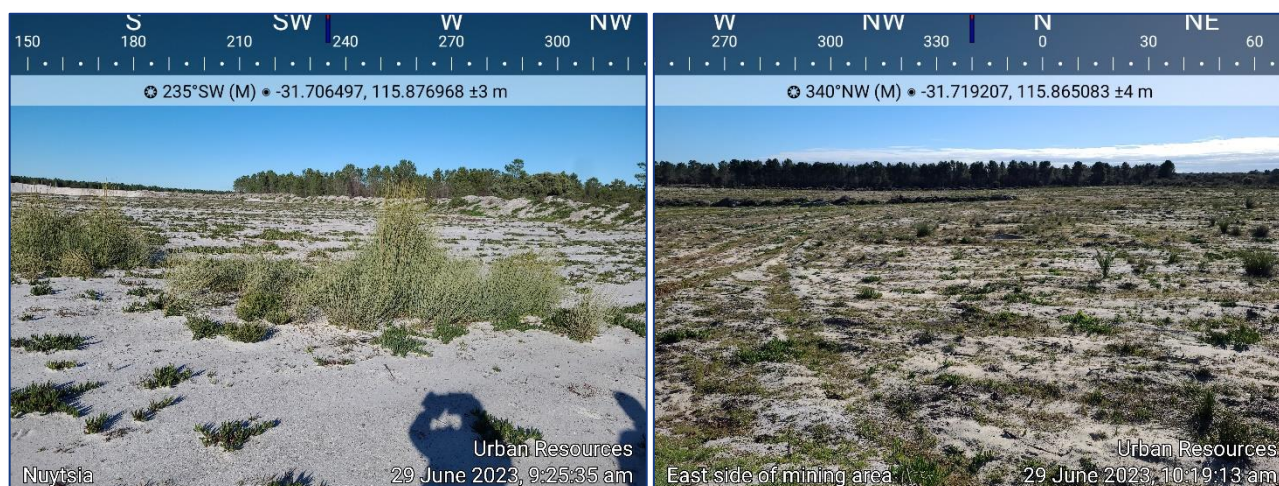 S SW W NW
150 180 210 240 270 300
235°SW (M) ● -31.706497, 115.876968 ±3 m
Urban Resources
Nuytsia 29 June 2023, 9:25:35 am
W NW N NE
270 300 330 0 30 60
340°NW (M) ● -31.719207, 115.865083 ±4 m
Urban Resources
East side of mining area 29 June 2023, 10:19:13 am